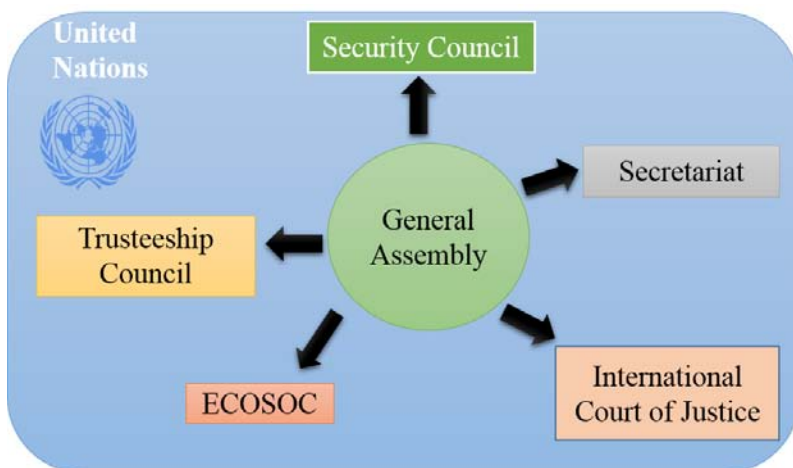 United
Nations
Security Council
Secretariat
General
Assembly
Trusteeship
Council
International
Court of Justice
ECOSOC